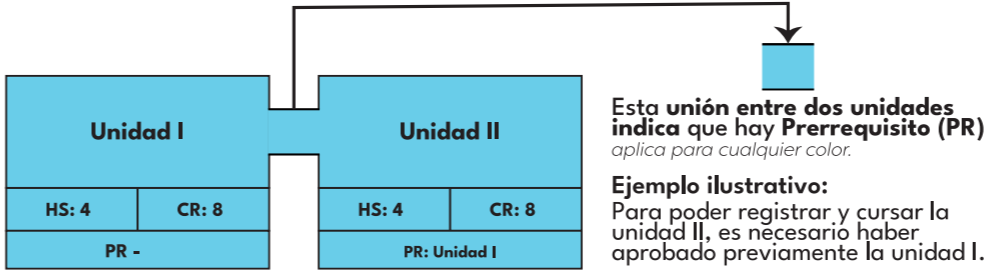 Unidad I
HS: 4
CR: 8
PR -
Unidad II
HS: 4
CR: 8
PR: Unidad I
Esta unión entre dos unidades
indica que hay Prerrequisito (PR)
aplica para cualquier color.
Ejemplo ilustrativo:
Para poder registrar y cursar la
unidad II, es necesario haber
aprobado previamente la unidad I.